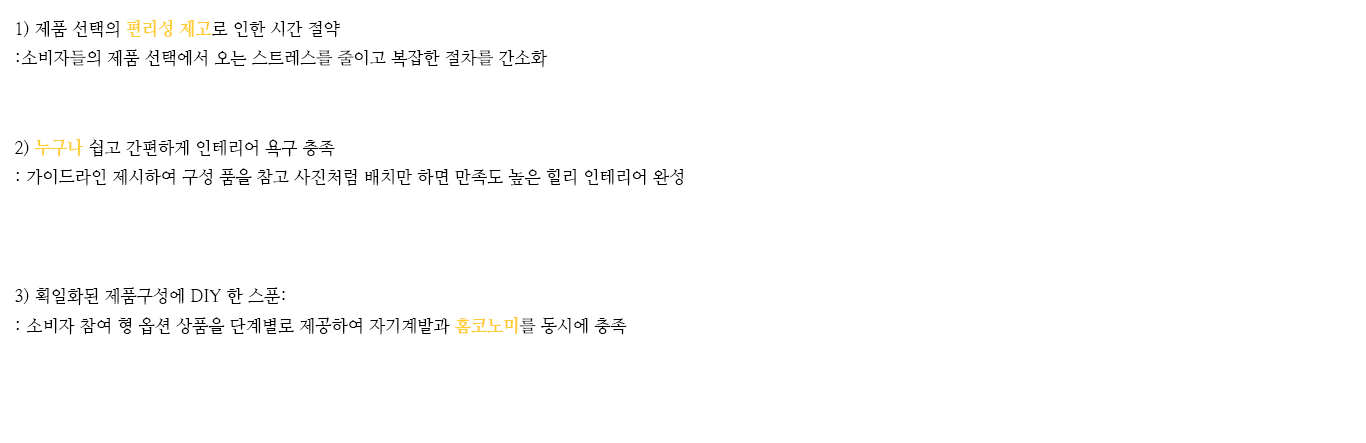 1) 제품 선택의 편리성 제고로 인한 시간 절약
:소비자들의 제품 선택에서 오는 스트레스를 줄이고 복잡한 절차를 간소화
2) 누구나 쉽고 간편하게 인테리어 욕구 충족
: 가이드라인 제시하여 구성 품을 참고 사진처럼 배치만 하면 만족도 높은 힐리 인테리어 완성
3) 획일화된 제품구성에 DIY 한 스푼:
: 소비자 참여 형 옵션 상품을 단계별로 제공하여 자기계발과 홈코노미를 동시에 충족